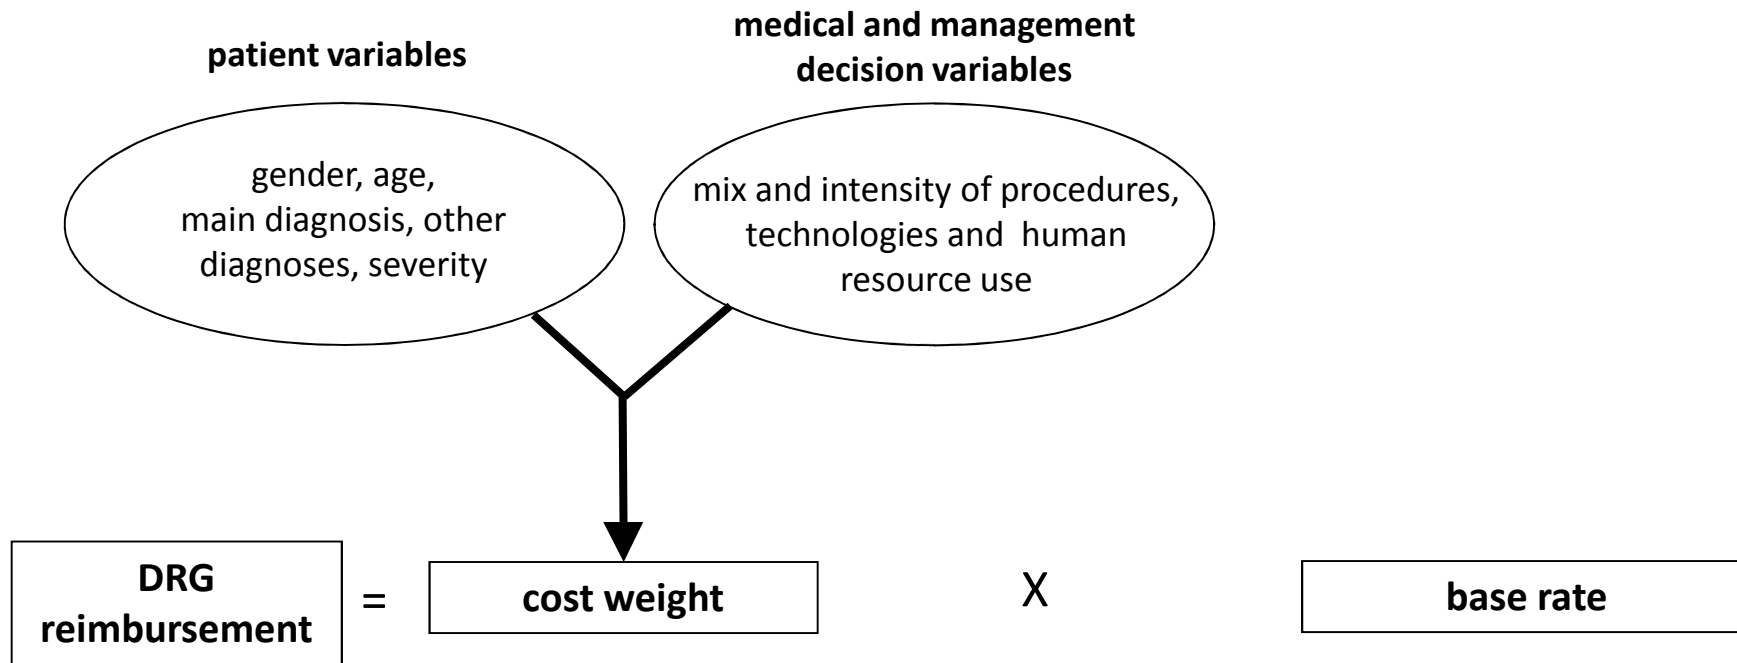 patient variables
medical and management
decision variables
gender, age,
main diagnosis, other
diagnoses, severity
mix and intensity of procedures,
technologies and human
resource use
DRG
reimbursement
=
cost weight
X
base rate